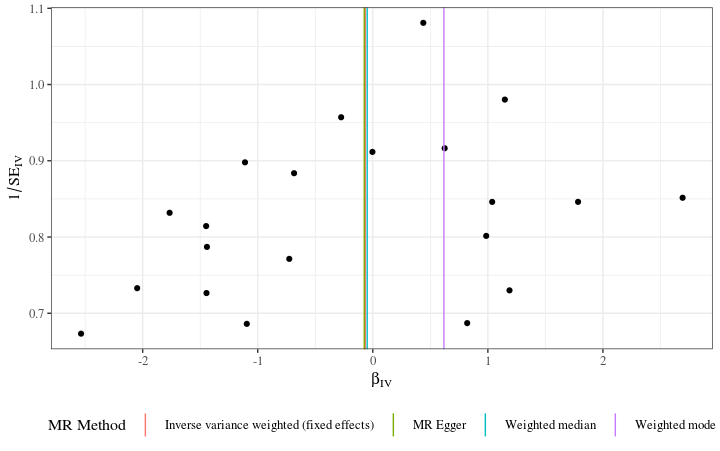 1.1
1.0
0.9
0.8
0.7
1/SE_IV
-2
-1
0
1
2
β_IV
MR Method
Inverse variance weighted (fixed effects)
MR Egger
Weighted median
Weighted mode